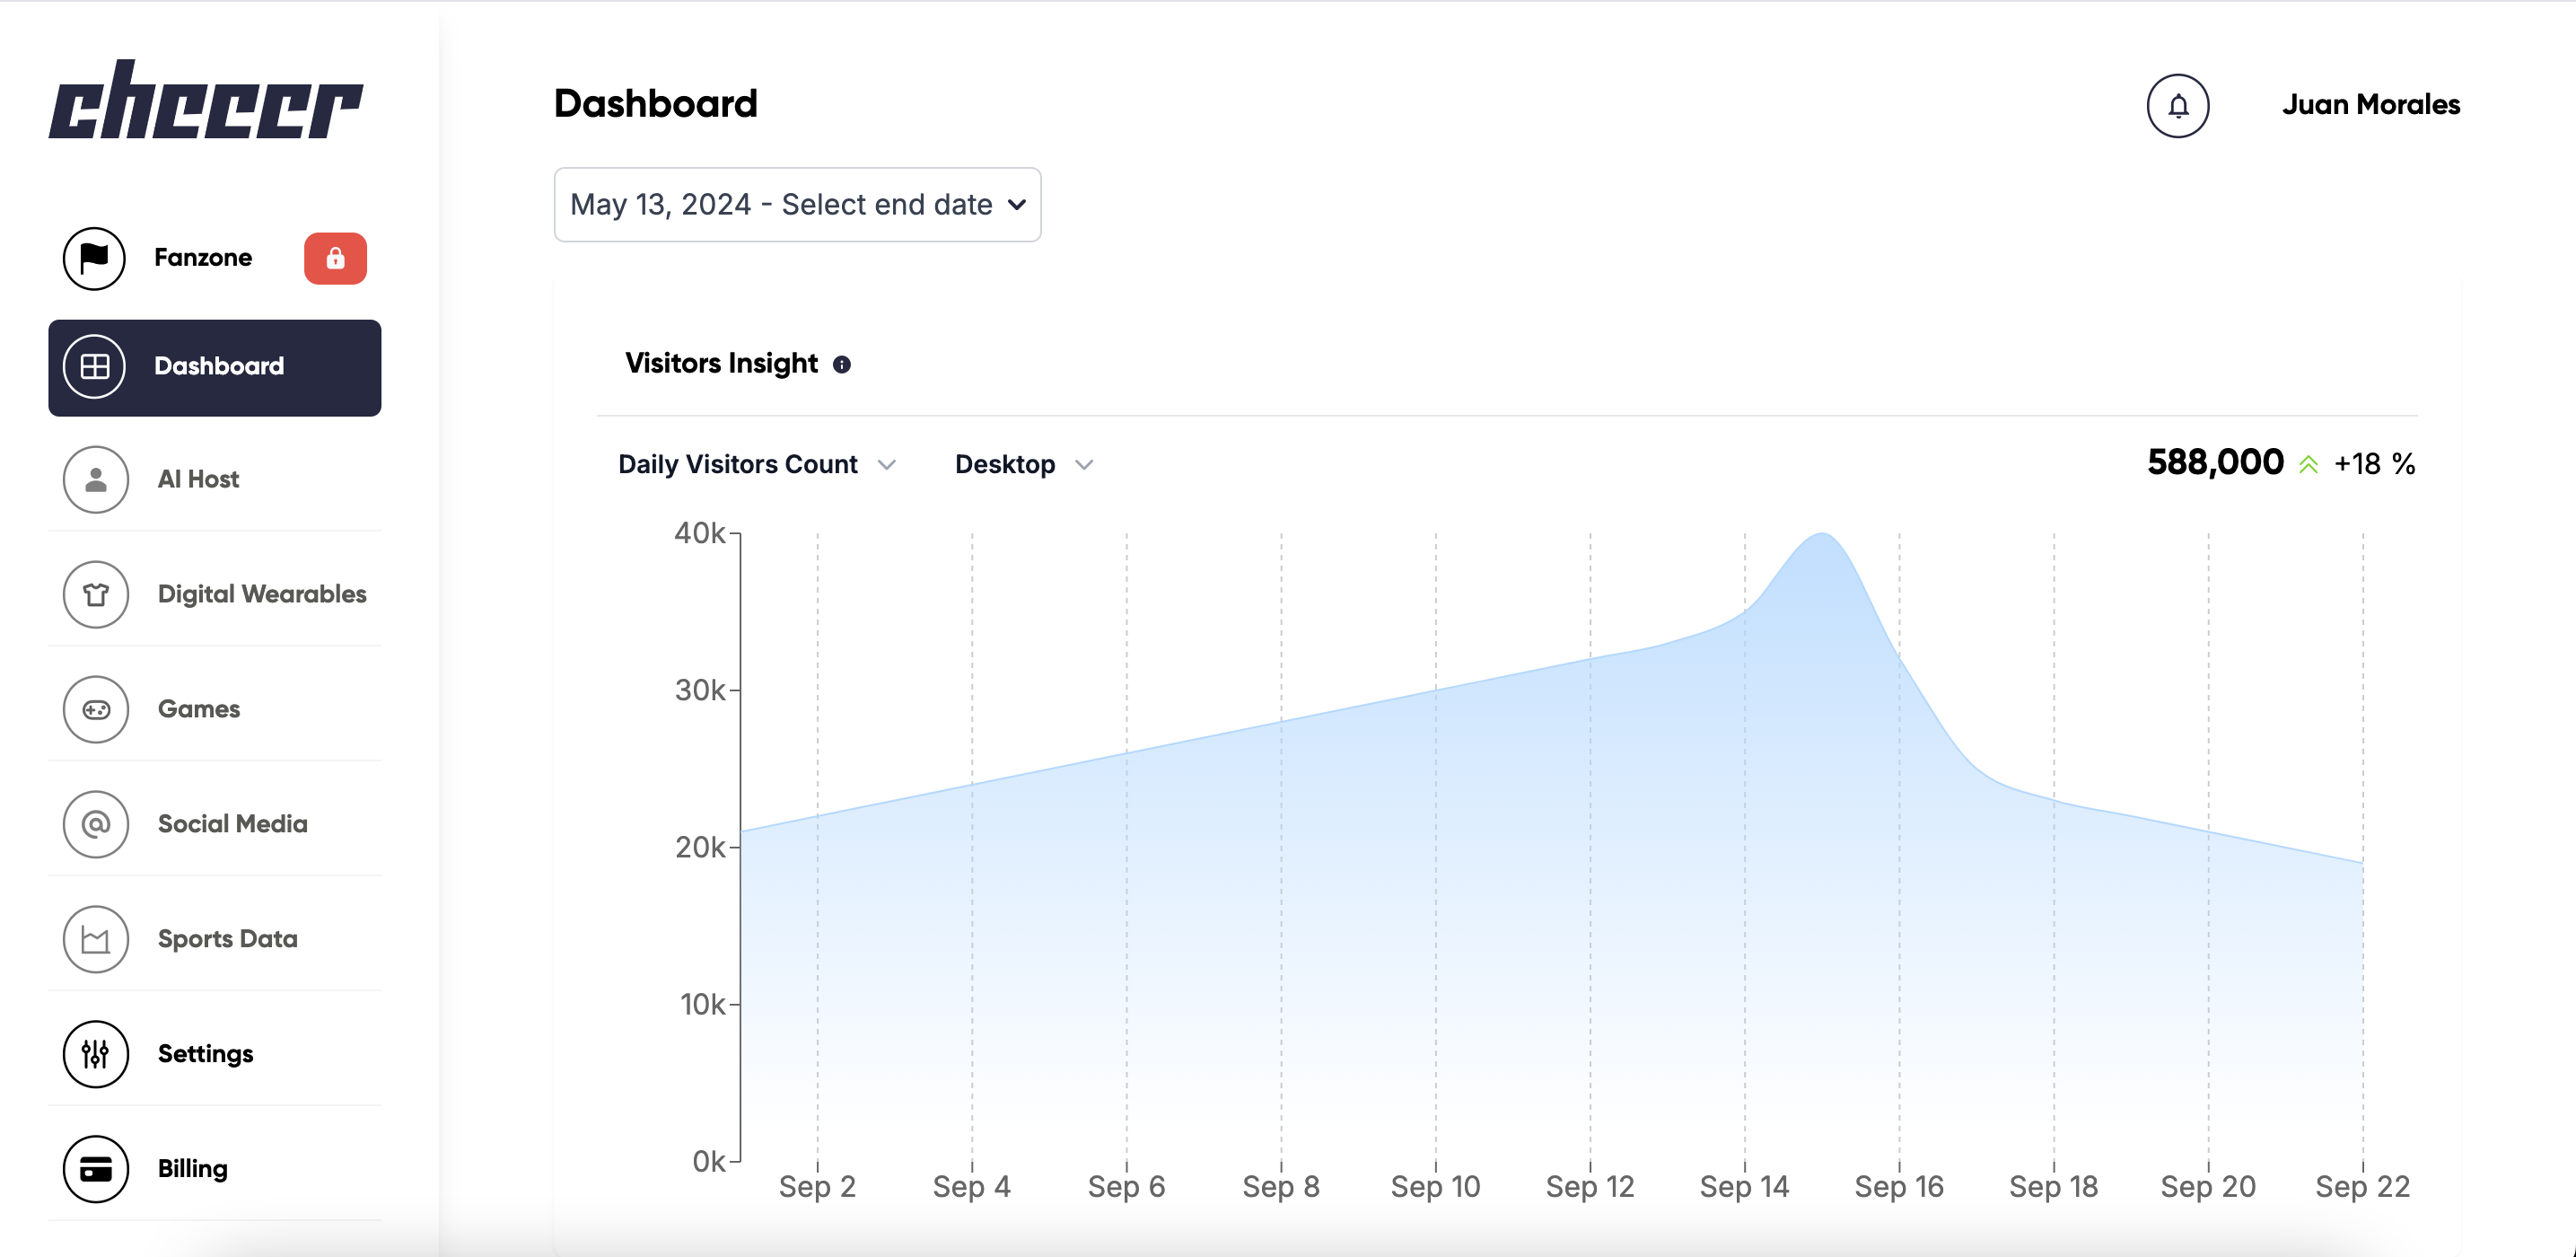 cheeer
Fanzone
Dashboard
AI Host
Digital Wearables
Games
Social Media
Sports Data
Settings
Billing
Dashboard
Juan Morales
May 13, 2024 - Select end date
Visitors Insight
Daily Visitors Count
Desktop
588,000 +18 %
40k
30k
20k
10k
0k
Sep 2 Sep 4 Sep 6 Sep 8 Sep 10 Sep 12 Sep 14 Sep 16 Sep 18 Sep 20 Sep 22